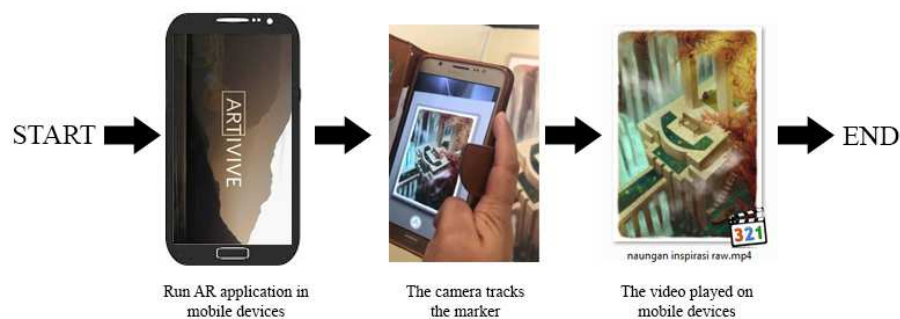 START
ARTIVIVE
321
naungan inspirasi raw.mp4
END
Run AR application in
mobile devices
The camera tracks
the marker
The video played on
mobile devices